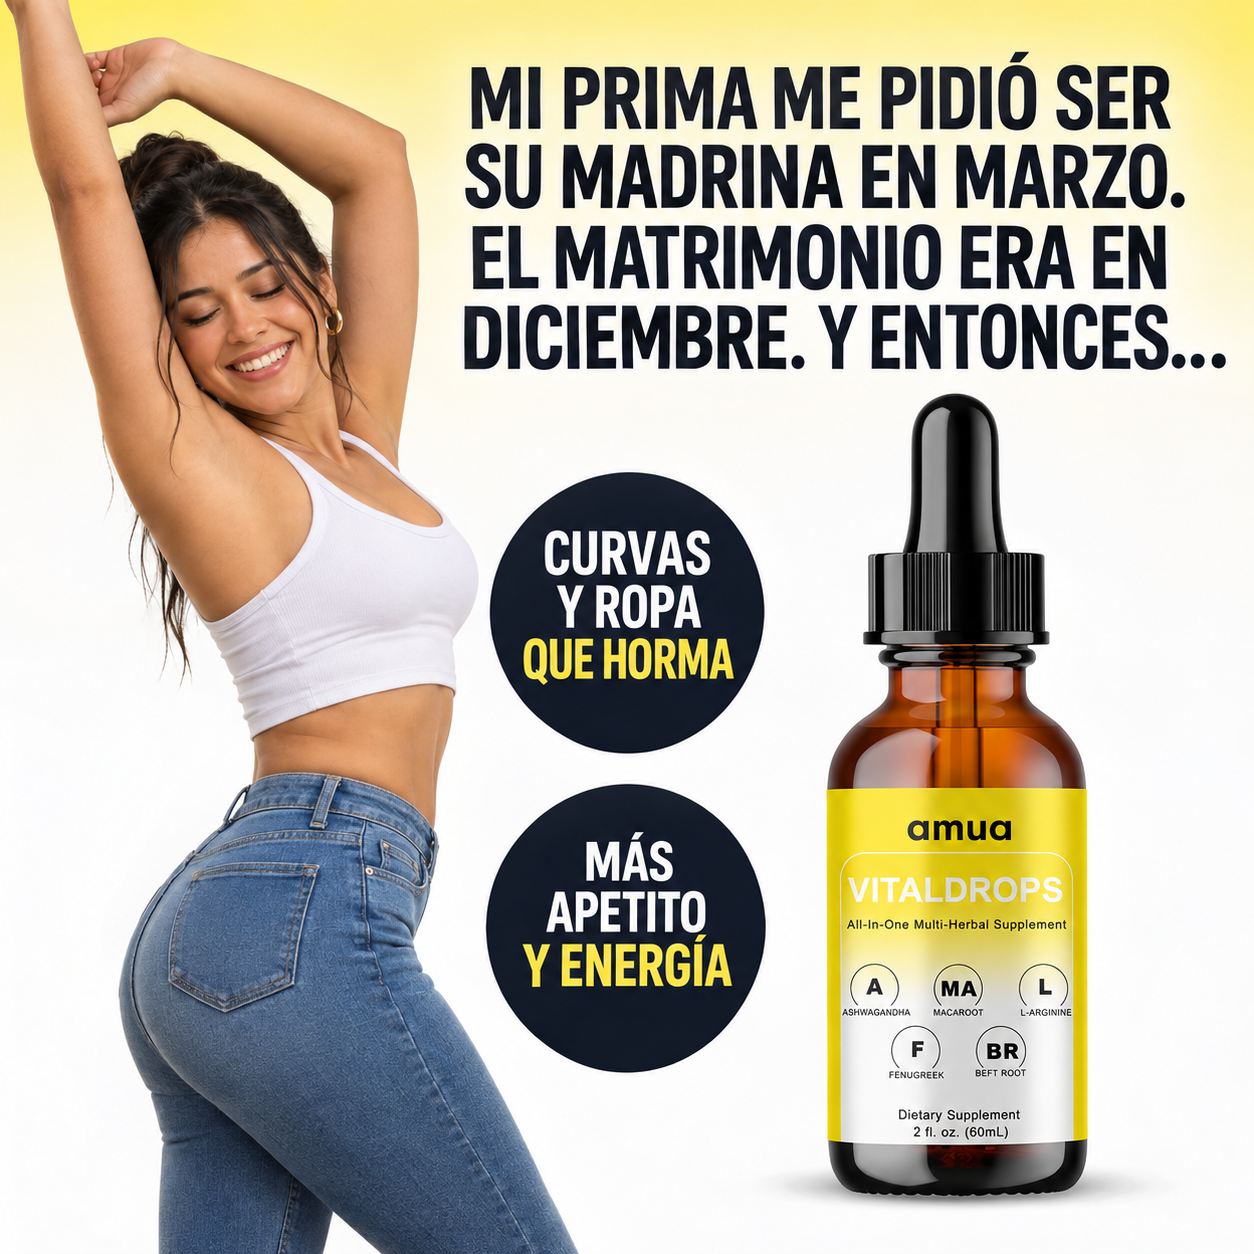 MI PRIMA ME PIDIÓ SER
SU MADRINA EN MARZO.
EL MATRIMONIO ERA EN
DICIEMBRE. Y ENTONCES...
CURVAS
Y ROPA
QUE HORMA
MÁS
APETITO
Y ENERGÍA
amua
VITALDROPS
All-In-One Multi-Herbal Supplement
A
ASHWAGANDHA
MA
MACAROOT
L
L-ARGININE
F
FENUGREEK
BR
BEFT ROOT
Dietary Supplement
2 fl. oz. (60mL)